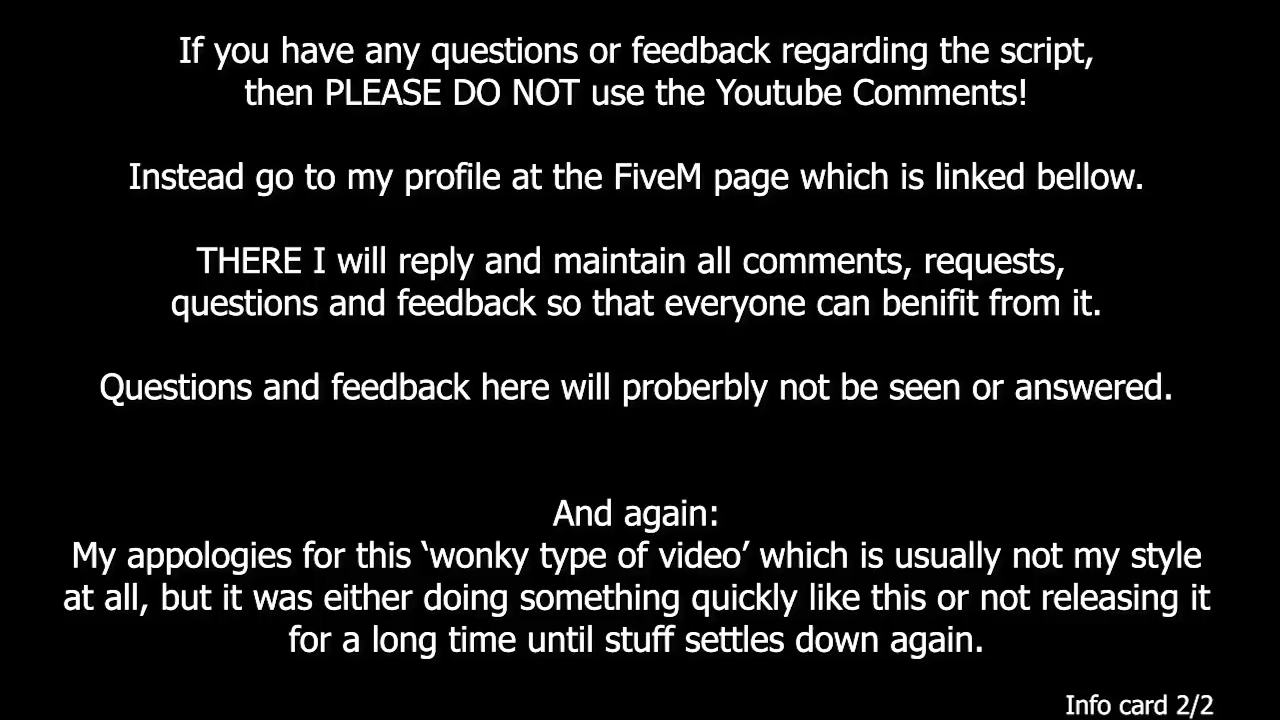 If you have any questions or feedback regarding the script,
then PLEASE DO NOT use the Youtube Comments!
Instead go to my profile at the FiveM page which is linked bellow.
THERE I will reply and maintain all comments, requests,
questions and feedback so that everyone can benifit from it.
Questions and feedback here will proberbly not be seen or answered.
And again:
My appologies for this ‘wonky type of video’ which is usually not my style
at all, but it was either doing something quickly like this or not releasing it
for a long time until stuff settles down again.
Info card 2/2